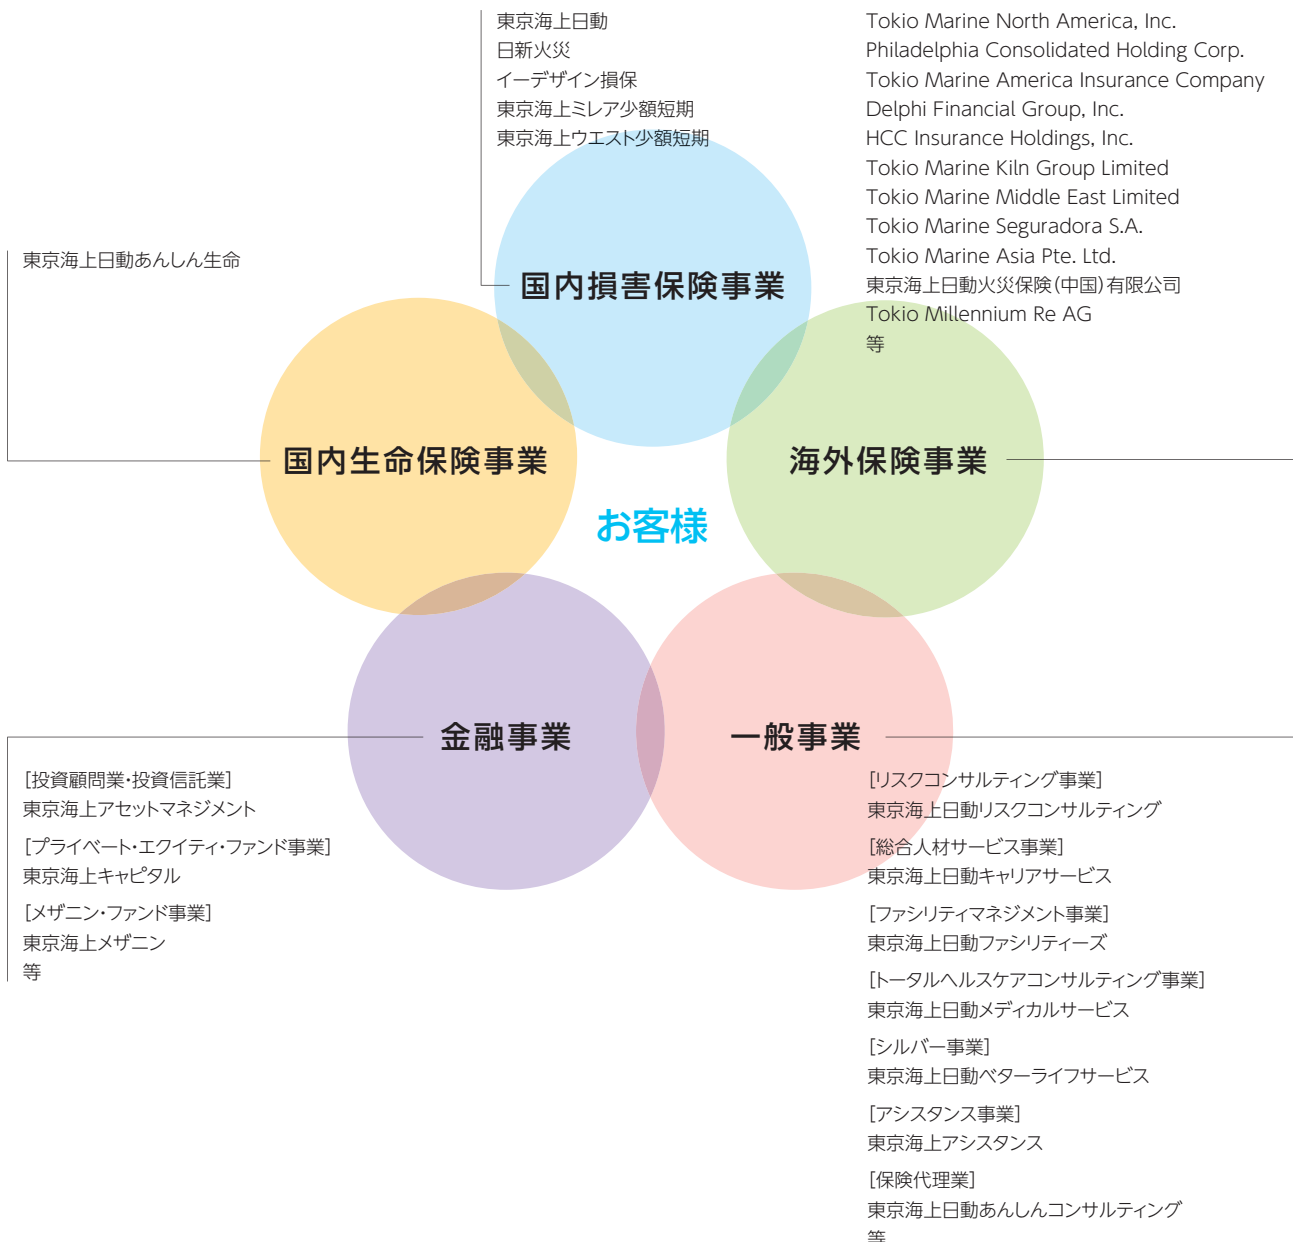 東京海上日動
日新火災
イーデザイン損保
東京海上ミレア少額短期
東京海上ウエスト少額短期
国内損害保険事業
Tokio Marine North America, Inc.
Philadelphia Consolidated Holding Corp.
Tokio Marine America Insurance Company
Delphi Financial Group, Inc.
HCC Insurance Holdings, Inc.
Tokio Marine Kiln Group Limited
Tokio Marine Middle East Limited
Tokio Marine Seguradora S.A.
Tokio Marine Asia Pte. Ltd.
東京海上日動火災保険(中国)有限公司
Tokio Millennium Re AG
等
海外保険事業
東京海上日動あんしん生命
国内生命保険事業
お客様
金融事業
[投資顧問業・投資信託業]
東京海上アセットマネジメント
[プライベート・エクイティ・ファンド事業]
東京海上キャピタル
[メザニン・ファンド事業]
東京海上メザニン
等
一般事業
[リスクコンサルティング事業]
東京海上日動リスクコンサルティング
[総合人材サービス事業]
東京海上日動キャリアサービス
[ファシリティマネジメント事業]
東京海上日動ファシリティーズ
[トータルヘルスケアコンサルティング事業]
東京海上日動メディカルサービス
[シルバー事業]
東京海上日動ベターライフサービス
[アシスタンス事業]
東京海上アシスタンス
[保険代理業]
東京海上日動あんしんコンサルティング
等